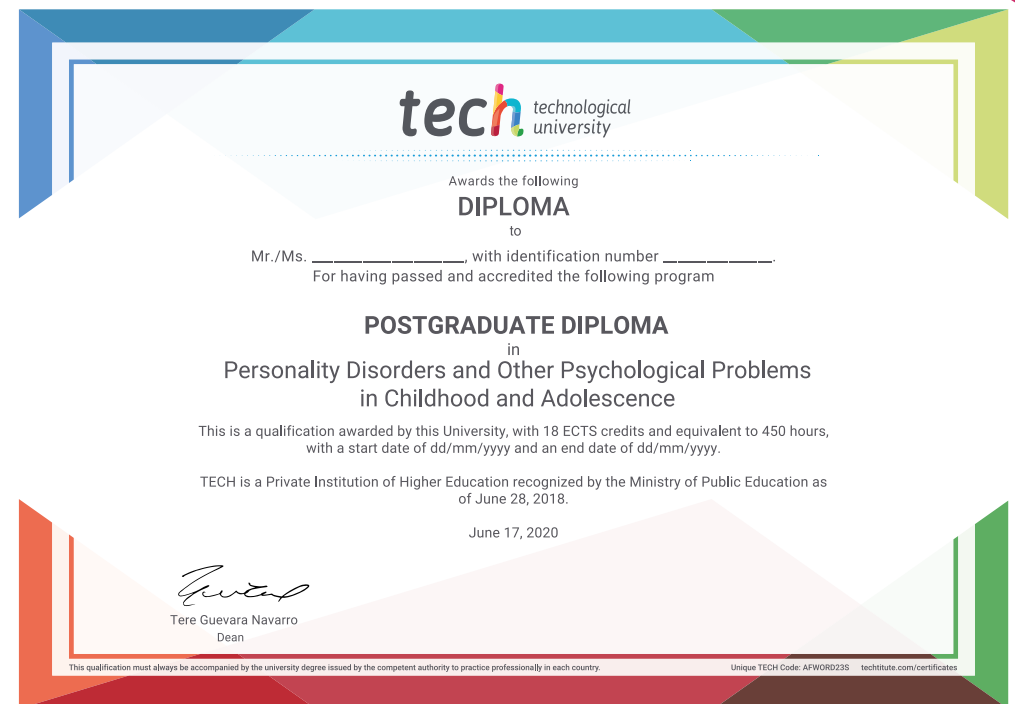 tech technological
university
Awards the following
DIPLOMA
to
Mr./Ms. ____________________, with identification number ______________.
For having passed and accredited the following program
POSTGRADUATE DIPLOMA
in
Personality Disorders and Other Psychological Problems
in Childhood and Adolescence
This is a qualification awarded by this University, with 18 ECTS credits and equivalent to 450 hours,
with a start date of dd/mm/yyyy and an end date of dd/mm/yyyy.
TECH is a Private Institution of Higher Education recognized by the Ministry of Public Education as
of June 28, 2018.
June 17, 2020
Tere Guevara Navarro
Dean
This qualification must always be accompanied by the university degree issued by the competent authority to practice professionally in each country.
Unique TECH Code: AFWORD23S techtitute.com/certificates